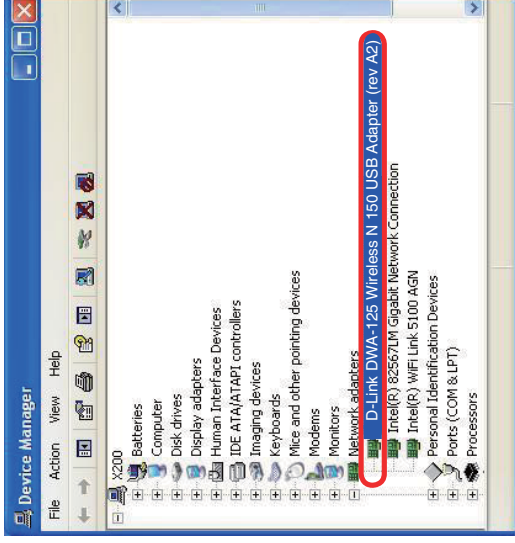 Device Manager
File Action View Help
X200
Batteries
Computer
Disk drives
Display adapters
Human Interface Devices
IDE ATA/ATAPI controllers
Imaging devices
Keyboards
Mice and other pointing devices
Modems
Monitors
Network adapters
D-Link DWA-125 Wireless N 150 USB Adapter (rev A2)
Intel(R) 82567LM Gigabit Network Connection
Intel(R) WiFi Link 5100 AGN
Personal Identification Devices
Ports (COM & LPT)
Processors